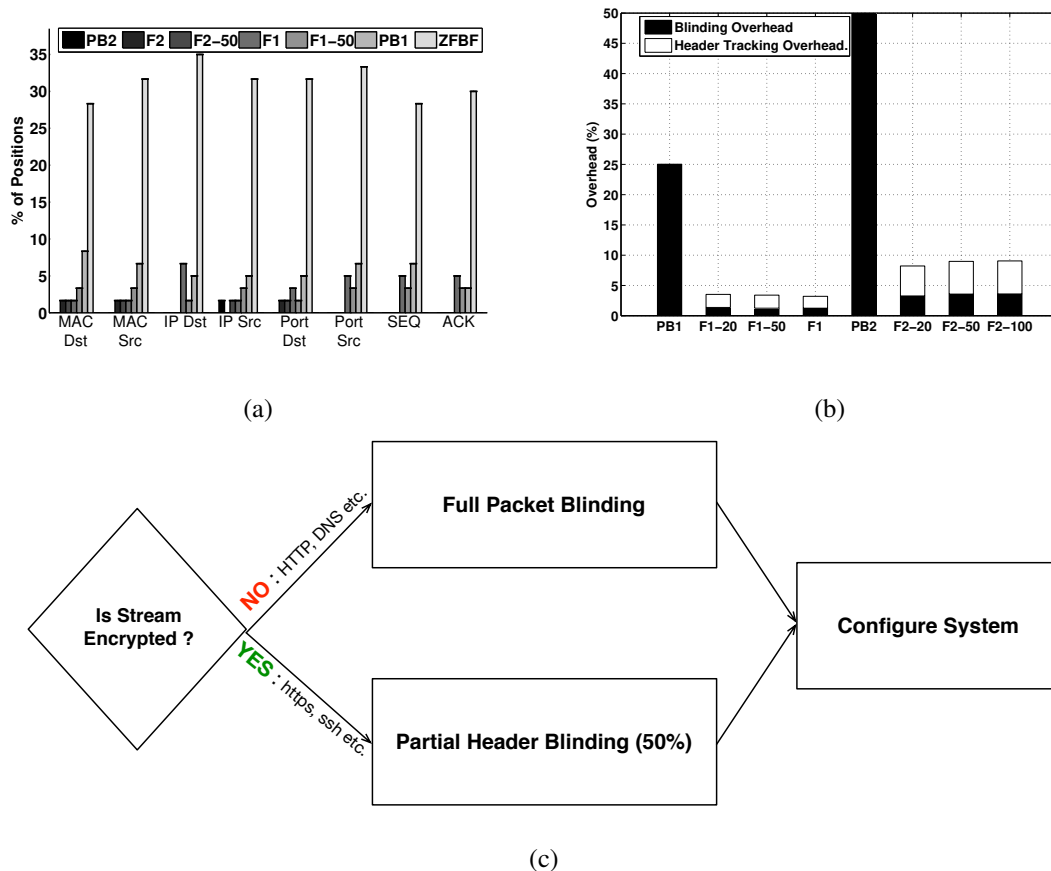 PB2 F2 F2-50 F1 F1-50 PB1 ZFBF
35
30
25
20
15
10
5
0
% of Positions
MAC Dst
MAC Src
IP Dst
IP Src
Port Dst
Port Src
SEQ
ACK
(a)
Blinding Overhead
Header Tracking Overhead.
50
45
40
35
30
25
20
15
10
5
0
Overhead (%)
PB1 F1-20 F1-50 F1 PB2 F2-20 F2-50 F2-100
(b)
Is Stream
Encrypted ?
NO : HTTP, DNS etc.
YES : https, ssh etc.
Full Packet Blinding
Partial Header Blinding (50%)
Configure System
(c)